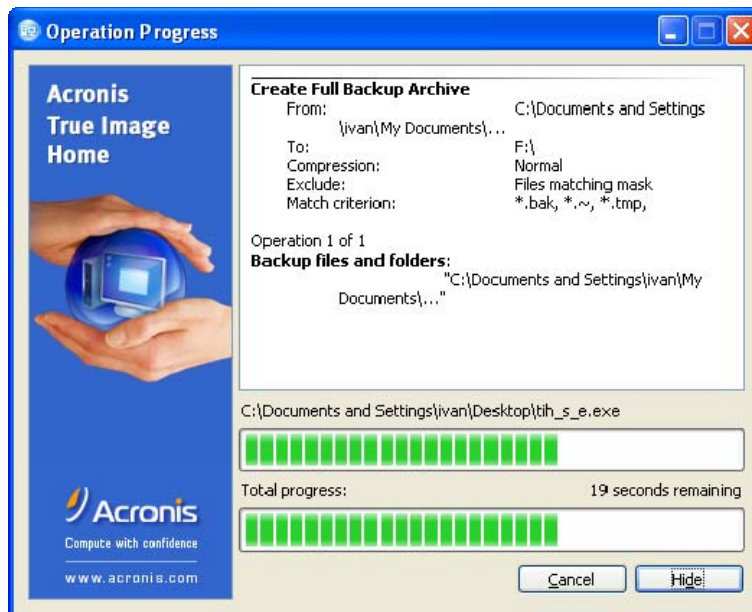 Operation Progress
Acronis
True Image
Home
Create Full Backup Archive
From: C:\Documents and Settings
\ivan\My Documents\...
To: F:\
Compression: Normal
Exclude: Files matching mask
Match criterion: *.bak, *.~, *.tmp,
Operation 1 of 1
Backup files and folders:
"C:\Documents and Settings\ivan\My
Documents\..."
C:\Documents and Settings\ivan\Desktop\tih_s_e.exe
Total progress: 19 seconds remaining
Acronis
Compute with confidence
www.acronis.com
Cancel
Hide